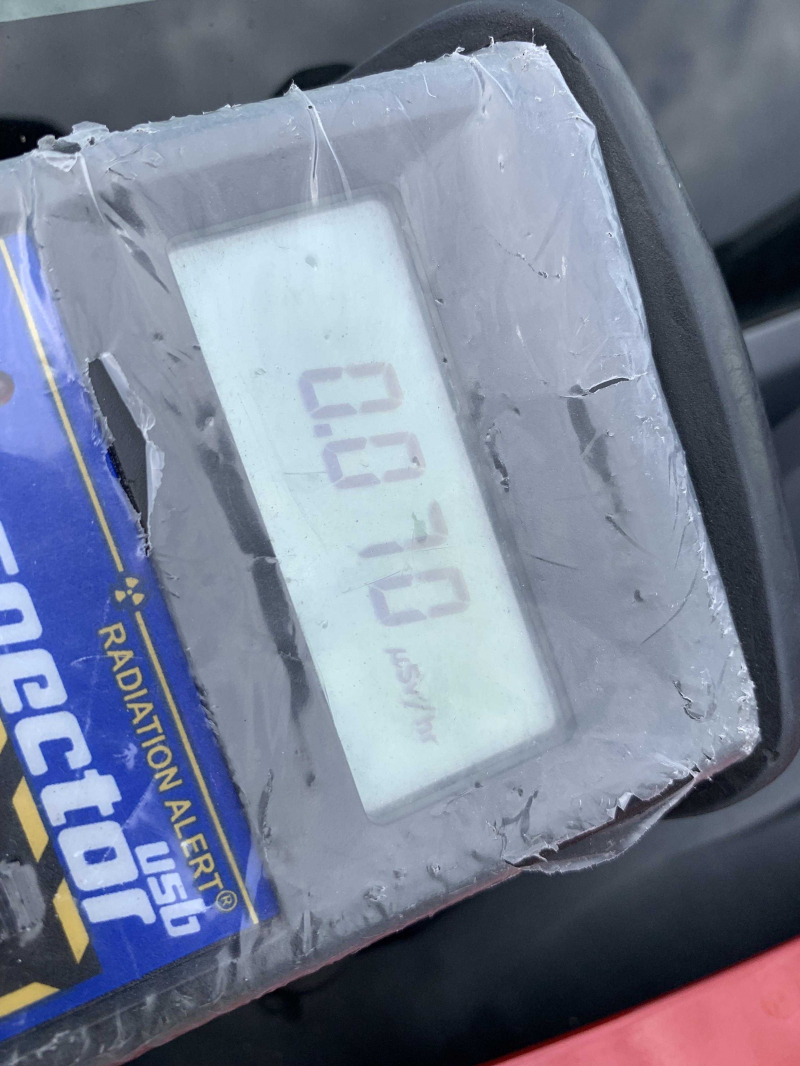 0.070
µSv/hr
RADIATION ALERT®
usb